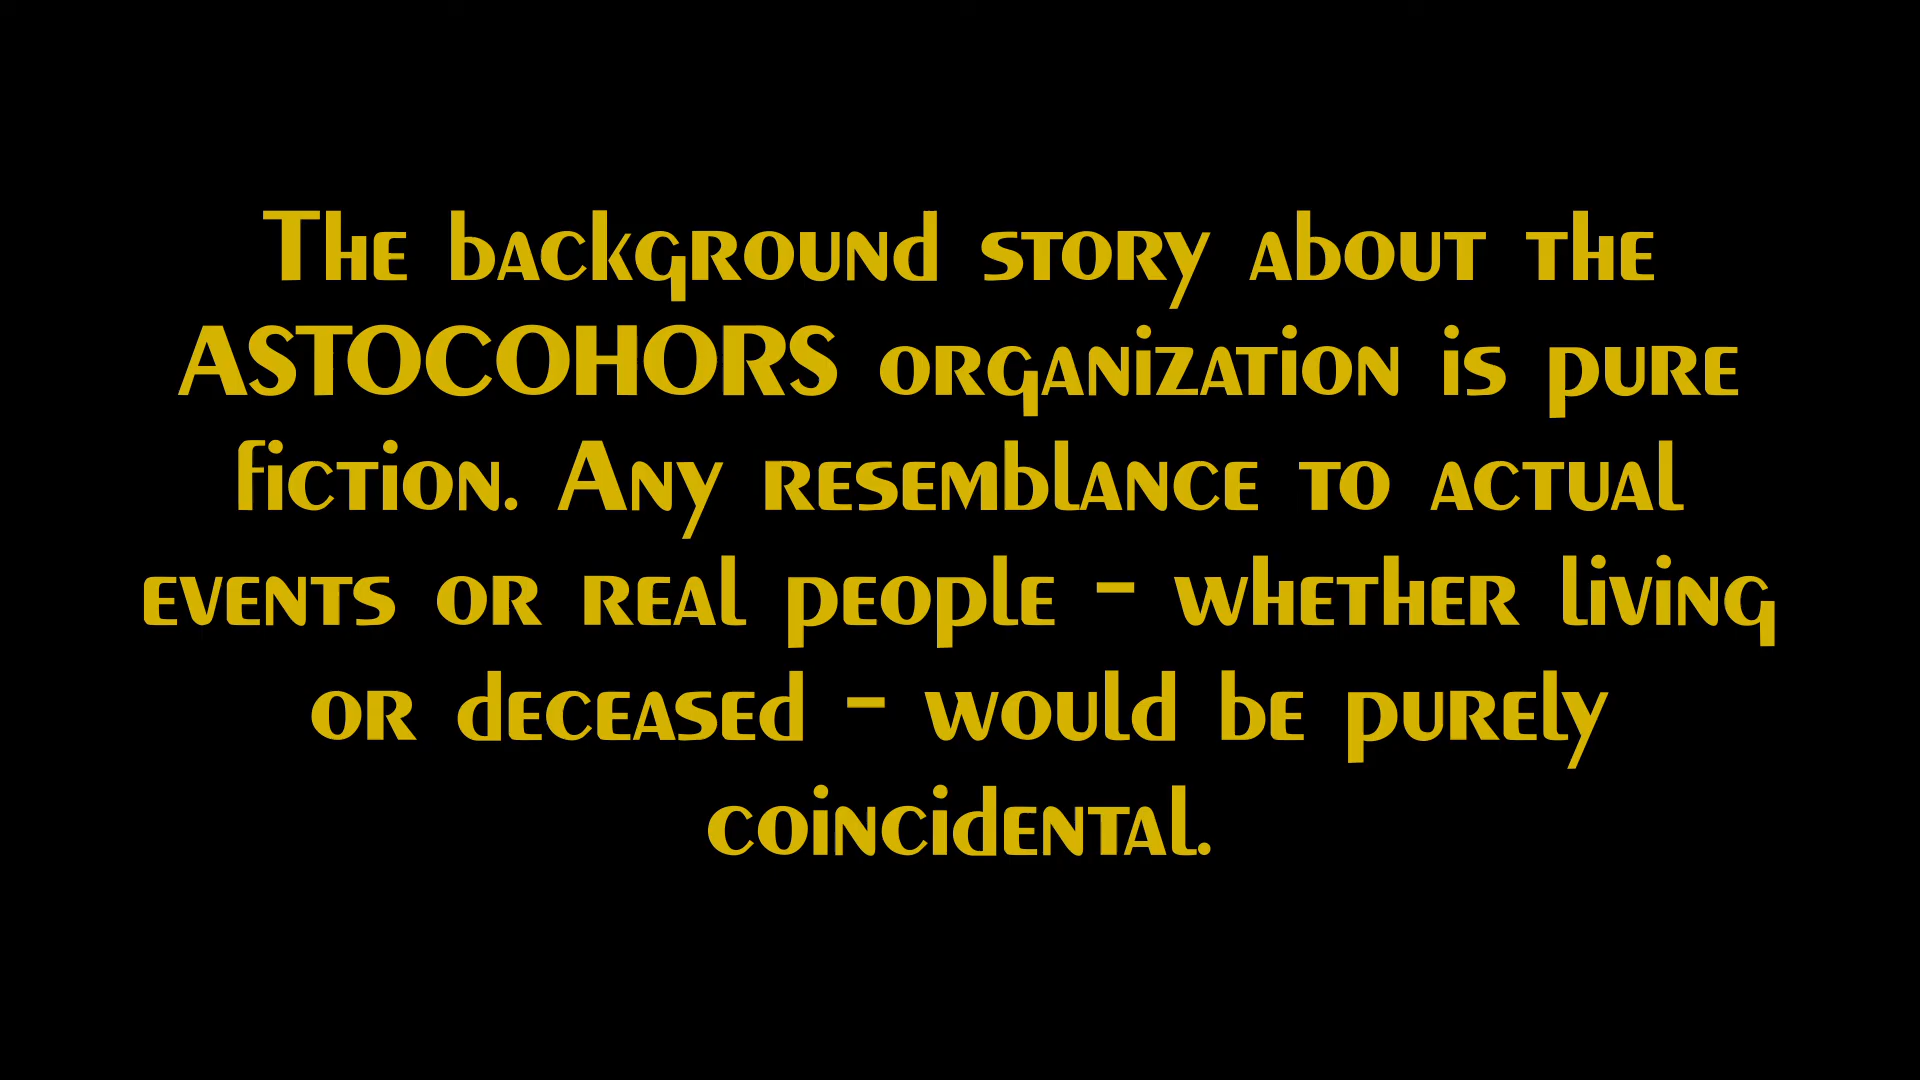 The background story about the
ASTOCOHORS organization is pure
fiction. Any resemblance to actual
events or real people - whether living
or deceased - would be purely
coincidental.